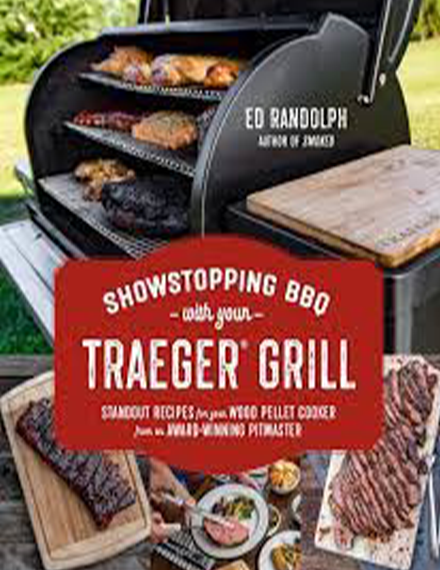 ED RANDOLPH
AUTHOR OF SMOKED
SHOWSTOPPING BBQ
- with your -
TRAEGER® GRILL
STANDOUT RECIPES for your WOOD PELLET COOKER
from an AWARD-WINNING PITMASTER